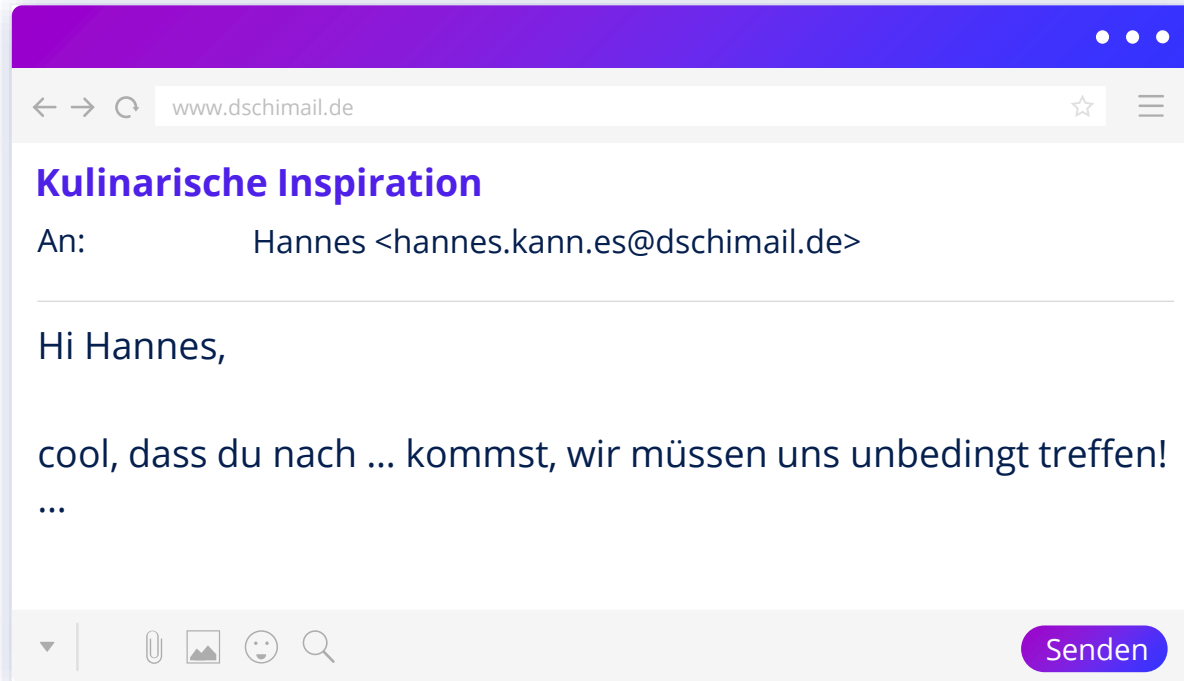 www.dschimail.de
Kulinarische Inspiration
An: Hannes <hannes.kann.es@dschimail.de>
Hi Hannes,
cool, dass du nach ... kommst, wir müssen uns unbedingt treffen!
...
Senden